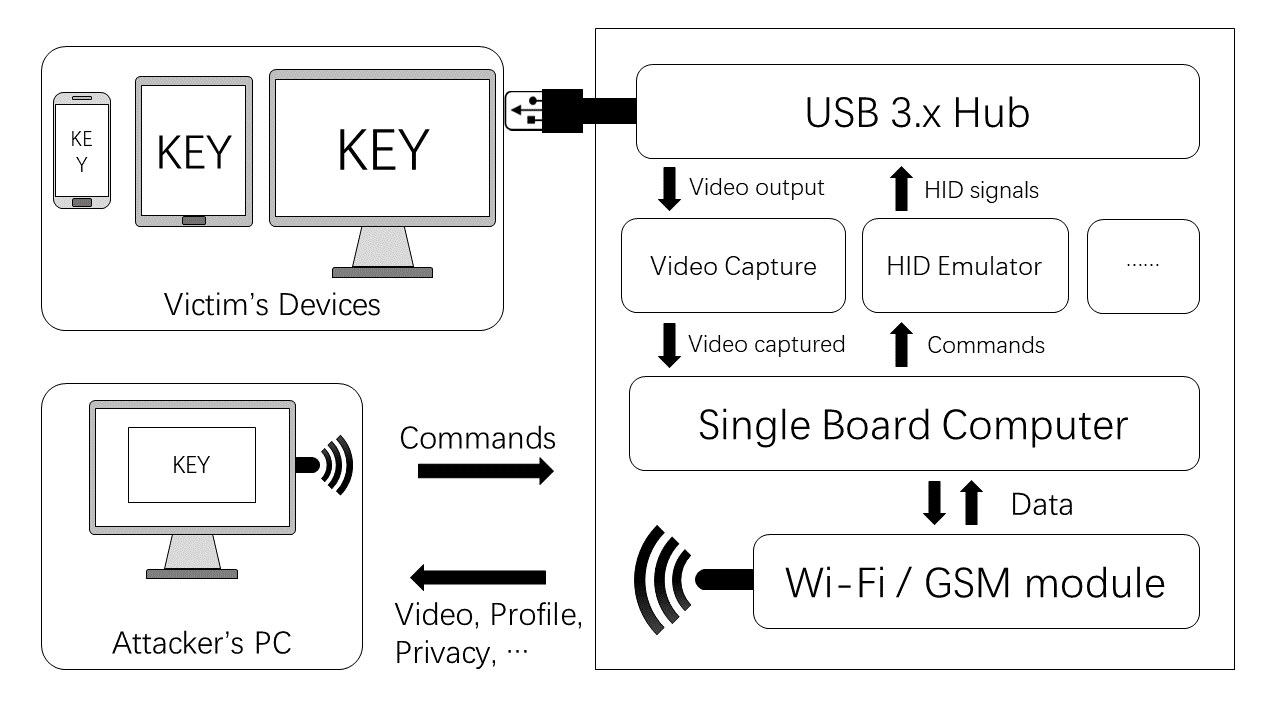 KE
Y
KEY
KEY
Victim's Devices
USB 3.x Hub
Video output
HID signals
Video Capture
HID Emulator
······
Video captured
Commands
Single Board Computer
Data
Wi-Fi / GSM module
KEY
Attacker's PC
Commands
Video, Profile,
Privacy, ···